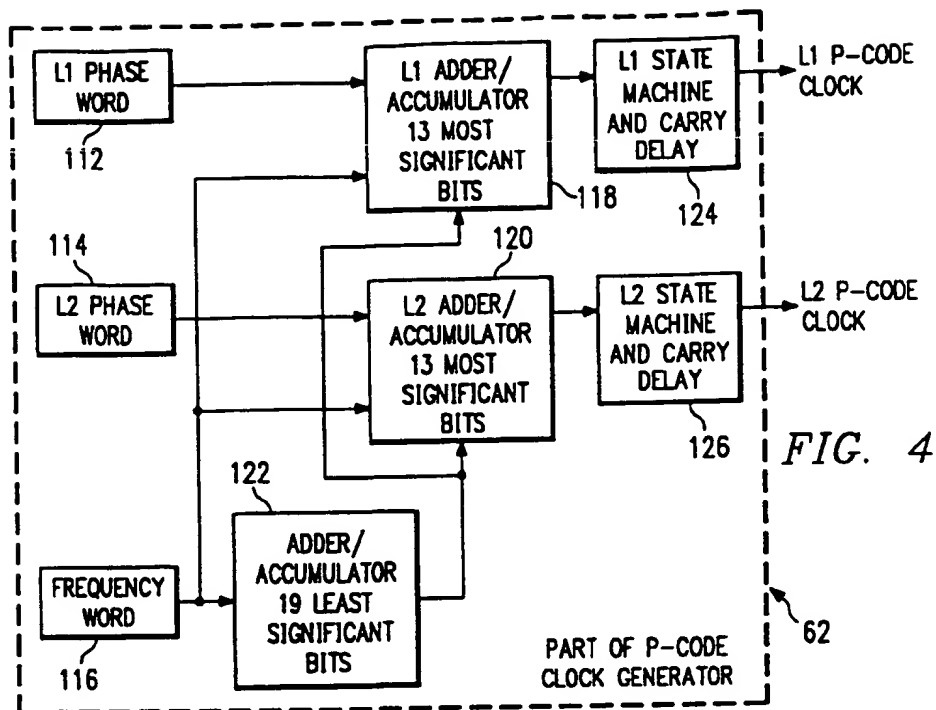 L1 PHASE
WORD
112
L1 ADDER/
ACCUMULATOR
13 MOST
SIGNIFICANT
BITS
118
L1 STATE
MACHINE
AND CARRY
DELAY
124
L1 P-CODE
CLOCK
114
L2 PHASE
WORD
120
L2 ADDER/
ACCUMULATOR
13 MOST
SIGNIFICANT
BITS
L2 STATE
MACHINE
AND CARRY
DELAY
126
L2 P-CODE
CLOCK
FIG. 4
122
FREQUENCY
WORD
116
ADDER/
ACCUMULATOR
19 LEAST
SIGNIFICANT
BITS
PART OF P-CODE
CLOCK GENERATOR
62